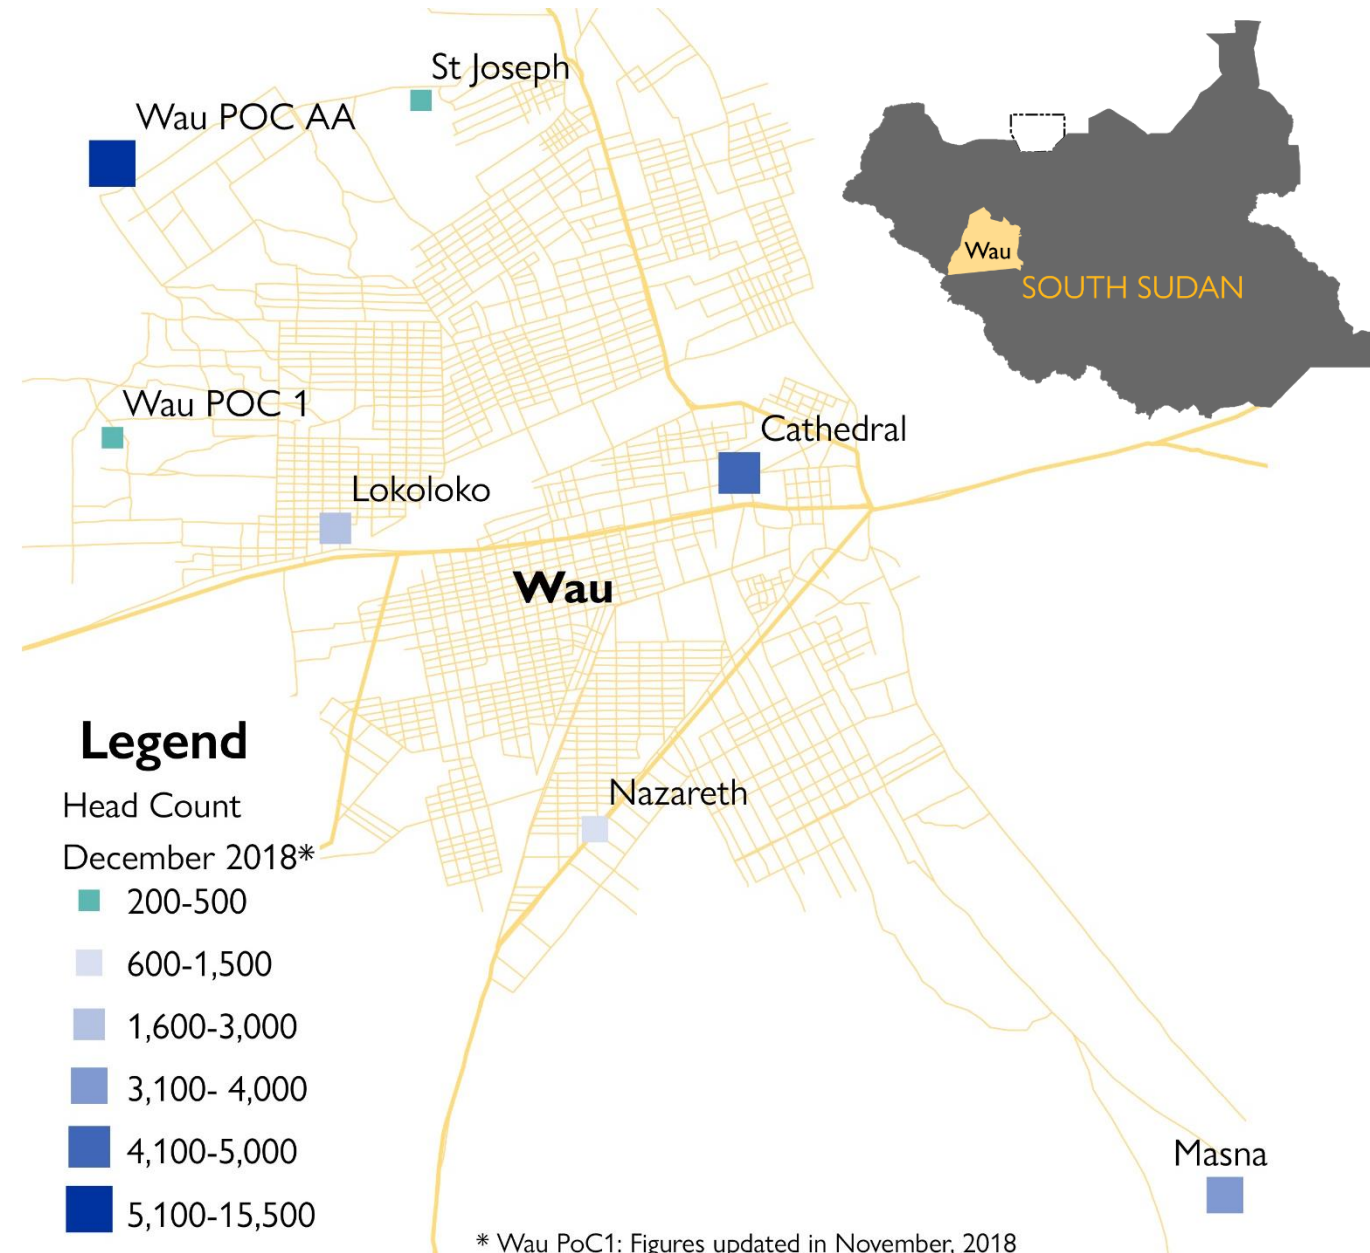 St Joseph
Wau POC AA
Wau
SOUTH SUDAN
Wau POC 1
Cathedral
Lokoloko
Wau
Legend
Head Count
December 2018*
200-500
600-1,500
1,600-3,000
3,100- 4,000
4,100-5,000
5,100-15,500
Nazareth
Masna
* Wau PoC1: Figures updated in November, 2018